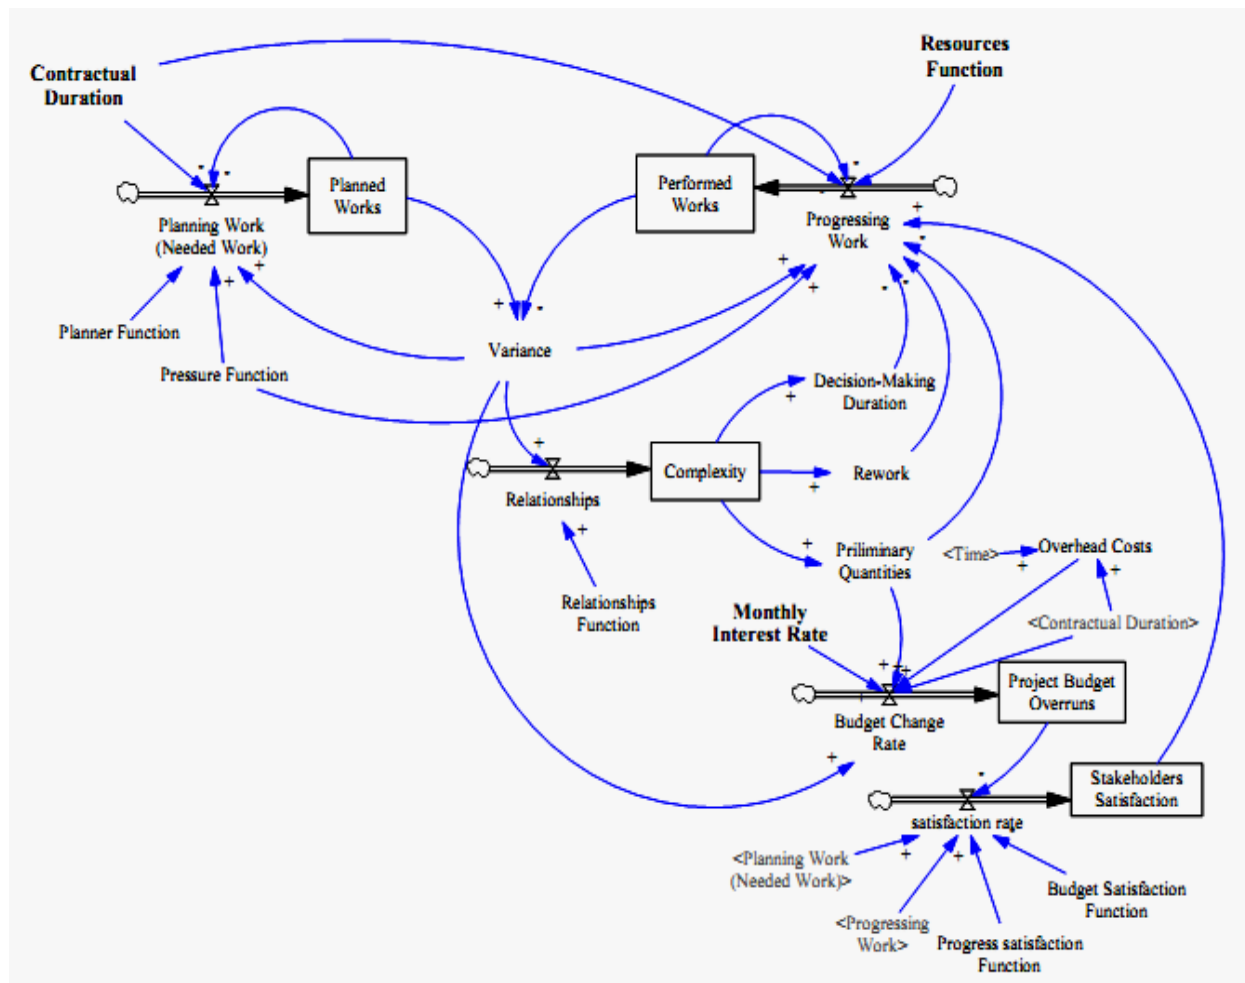 Resources
Function
Contractual
Duration
Planned
Works
Performed
Works
Planning Work
(Needed Work)
Progressing
Work
Planner Function
Variance
Pressure Function
Decision-Making
Duration
Complexity
Rework
Relationships
Priliminary
Quantities
<Time>
Overhead Costs
Relationships
Function
Monthly
Interest Rate
<Contractual Duration>
Project Budget
Overruns
Budget Change
Rate
Stakeholders
Satisfaction
satisfaction rate
<Planning Work
(Needed Work)>
Budget Satisfaction
Function
<Progressing
Work>
Progress satisfaction
Function